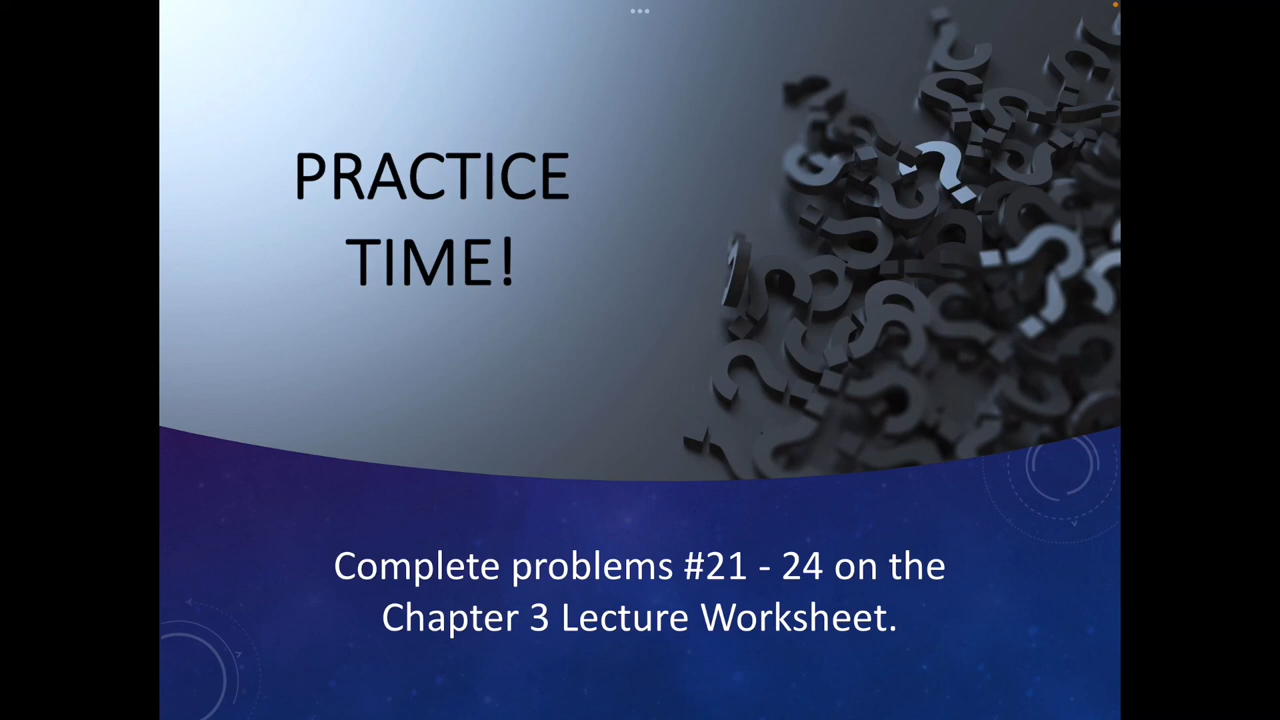 PRACTICE
TIME!
Complete problems #21 - 24 on the
Chapter 3 Lecture Worksheet.